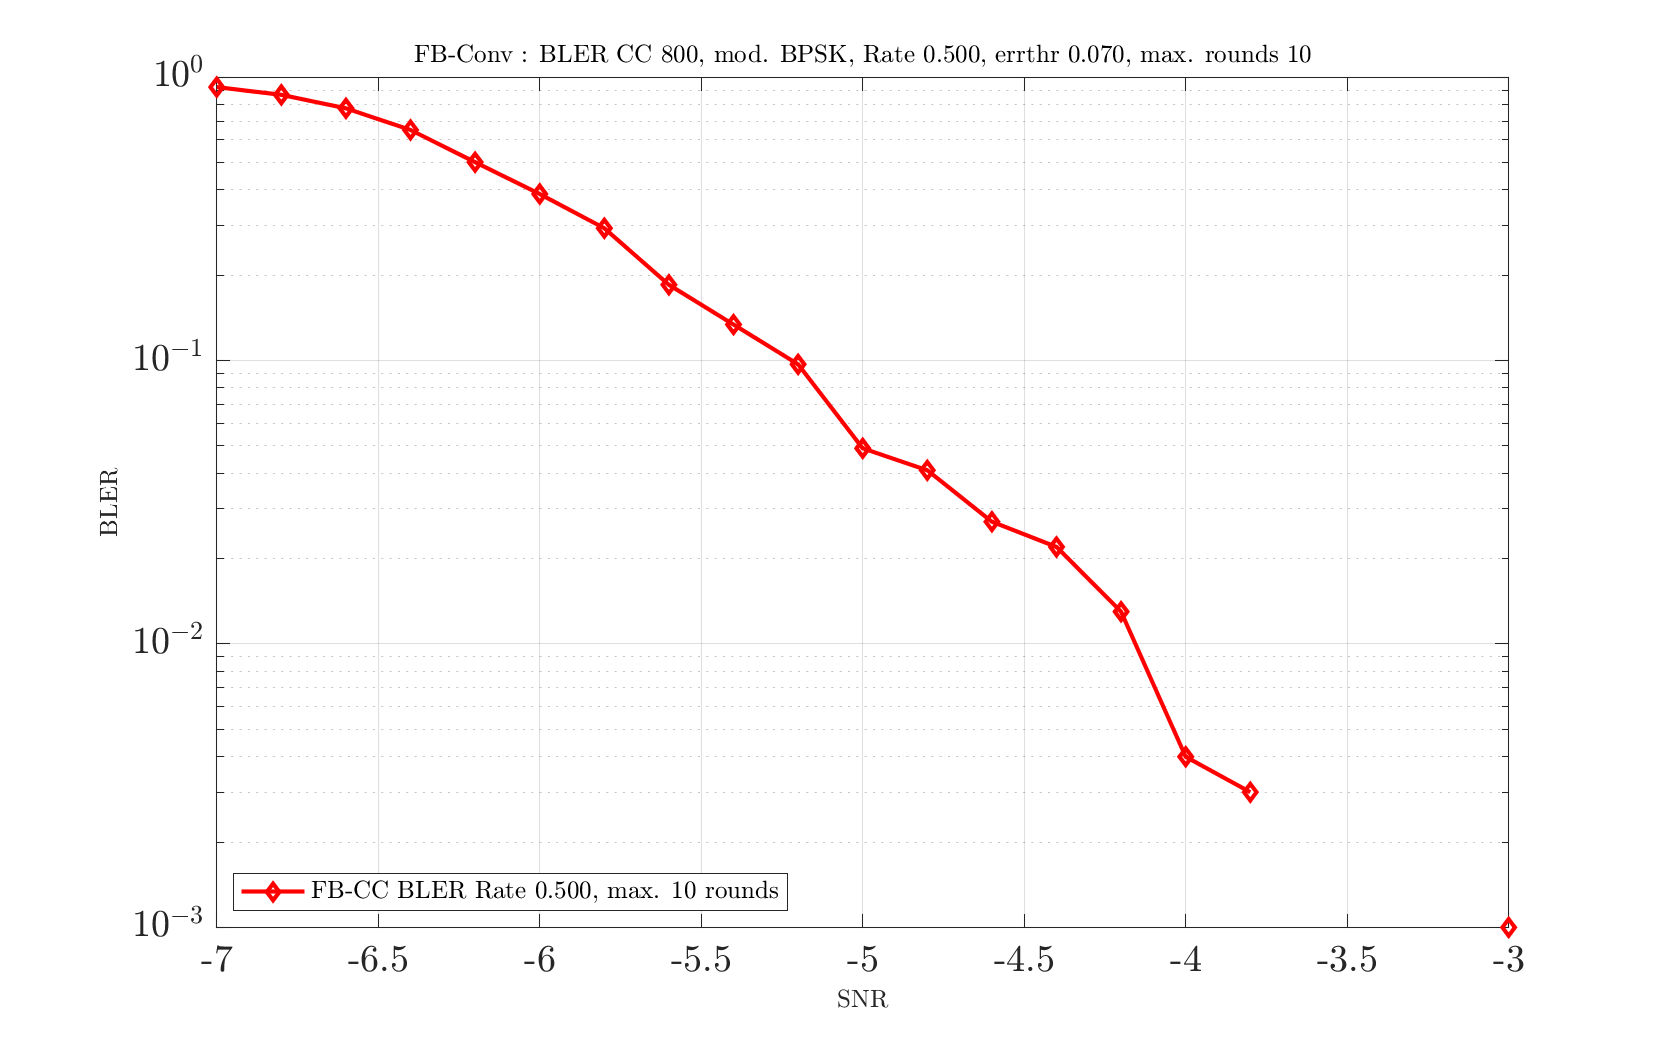 FB-Conv : BLER CC 800, mod. BPSK, Rate 0.500, errthr 0.070, max. rounds 10
10^0
10^{-1}
10^{-2}
10^{-3}
BLER
FB-CC BLER Rate 0.500, max. 10 rounds
-7 -6.5 -6 -5.5 -5 -4.5 -4 -3.5 -3
SNR